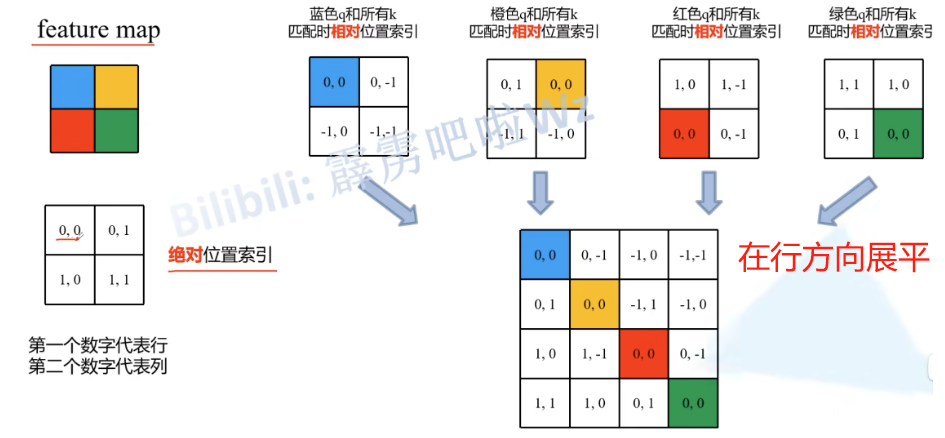 feature map
蓝色q和所有k
匹配时相对位置索引
橙色q和所有k
匹配时相对位置索引
红色q和所有k
匹配时相对位置索引
绿色q和所有k
匹配时相对位置索引
0, 0 0, -1
-1, 0 -1,-1
0, 1 0, 0
-1, 1 -1, 0
1, 0 1, -1
0, 0 0, -1
1, 1 1, 0
0, 1 0, 0
Bilibili: 霹雳吧啦Wz
0, 0 0, 1
1, 0 1, 1
绝对位置索引
第一个数字代表行
第二个数字代表列
0, 0 0, -1 -1, 0 -1,-1
0, 1 0, 0 -1, 1 -1, 0
1, 0 1, -1 0, 0 0, -1
1, 1 1, 0 0, 1 0, 0
在行方向展平